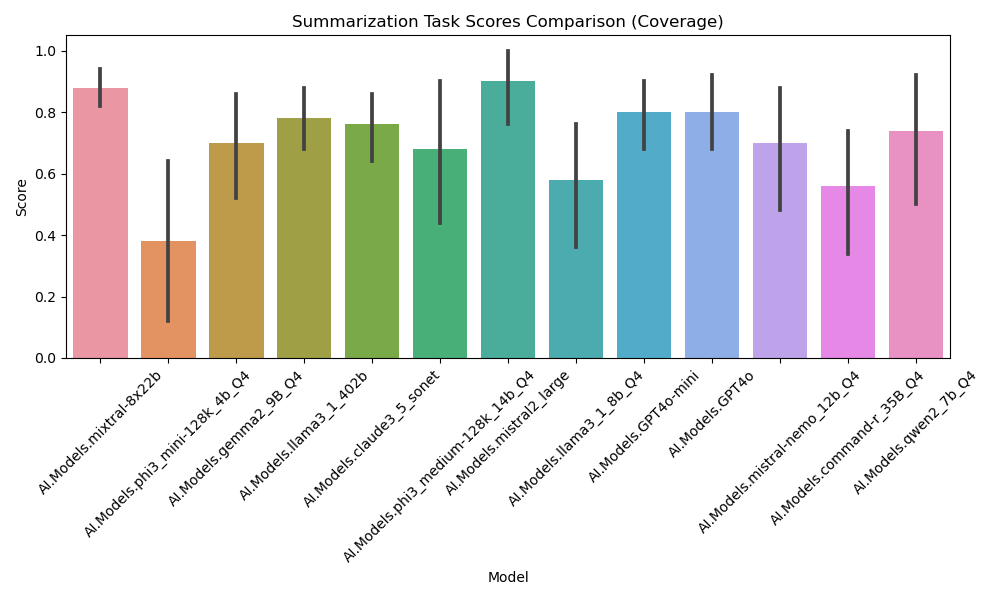 Summarization Task Scores Comparison (Coverage)
1.0
0.8
0.6
0.4
0.2
0.0
Score
AI.Models.mixtral-8x22b
AI.Models.phi3_mini-128k_4b_Q4
AI.Models.gemma2_9B_Q4
AI.Models.llama3_1_402b
AI.Models.claude3_5_sonet
AI.Models.phi3_medium-128K_14b_Q4
AI.Models.mistral2_large
AI.Models.llama3_1_8b_Q4
AI.Models.GPT4o-mini
AI.Models.GPT4o
AI.Models.mistral-nemo_12b_Q4
AI.Models.command-r_35B_Q4
AI.Models.qwen2_7b_Q4
Model